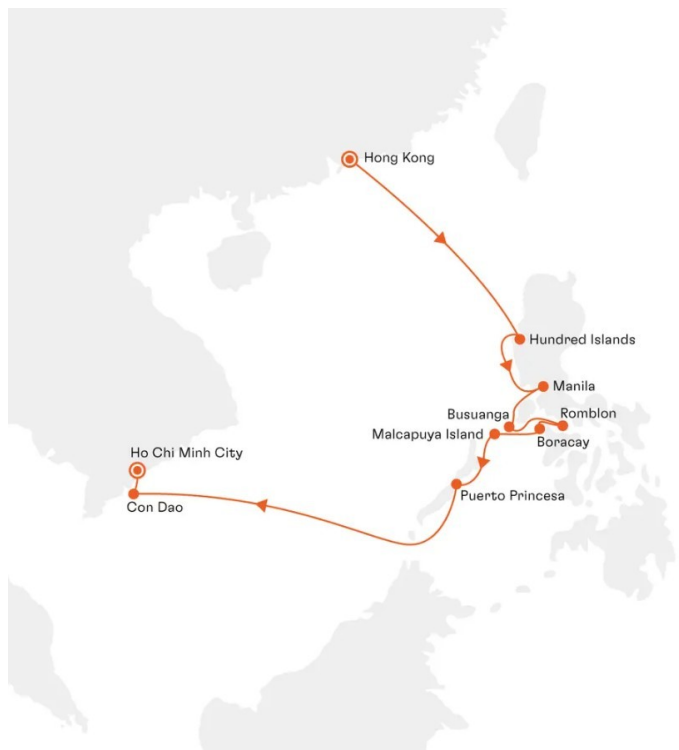 Hong Kong
Hundred Islands
Manila
Busuanga
Romblon
Malcapuya Island
Boracay
Ho Chi Minh City
Puerto Princesa
Con Dao